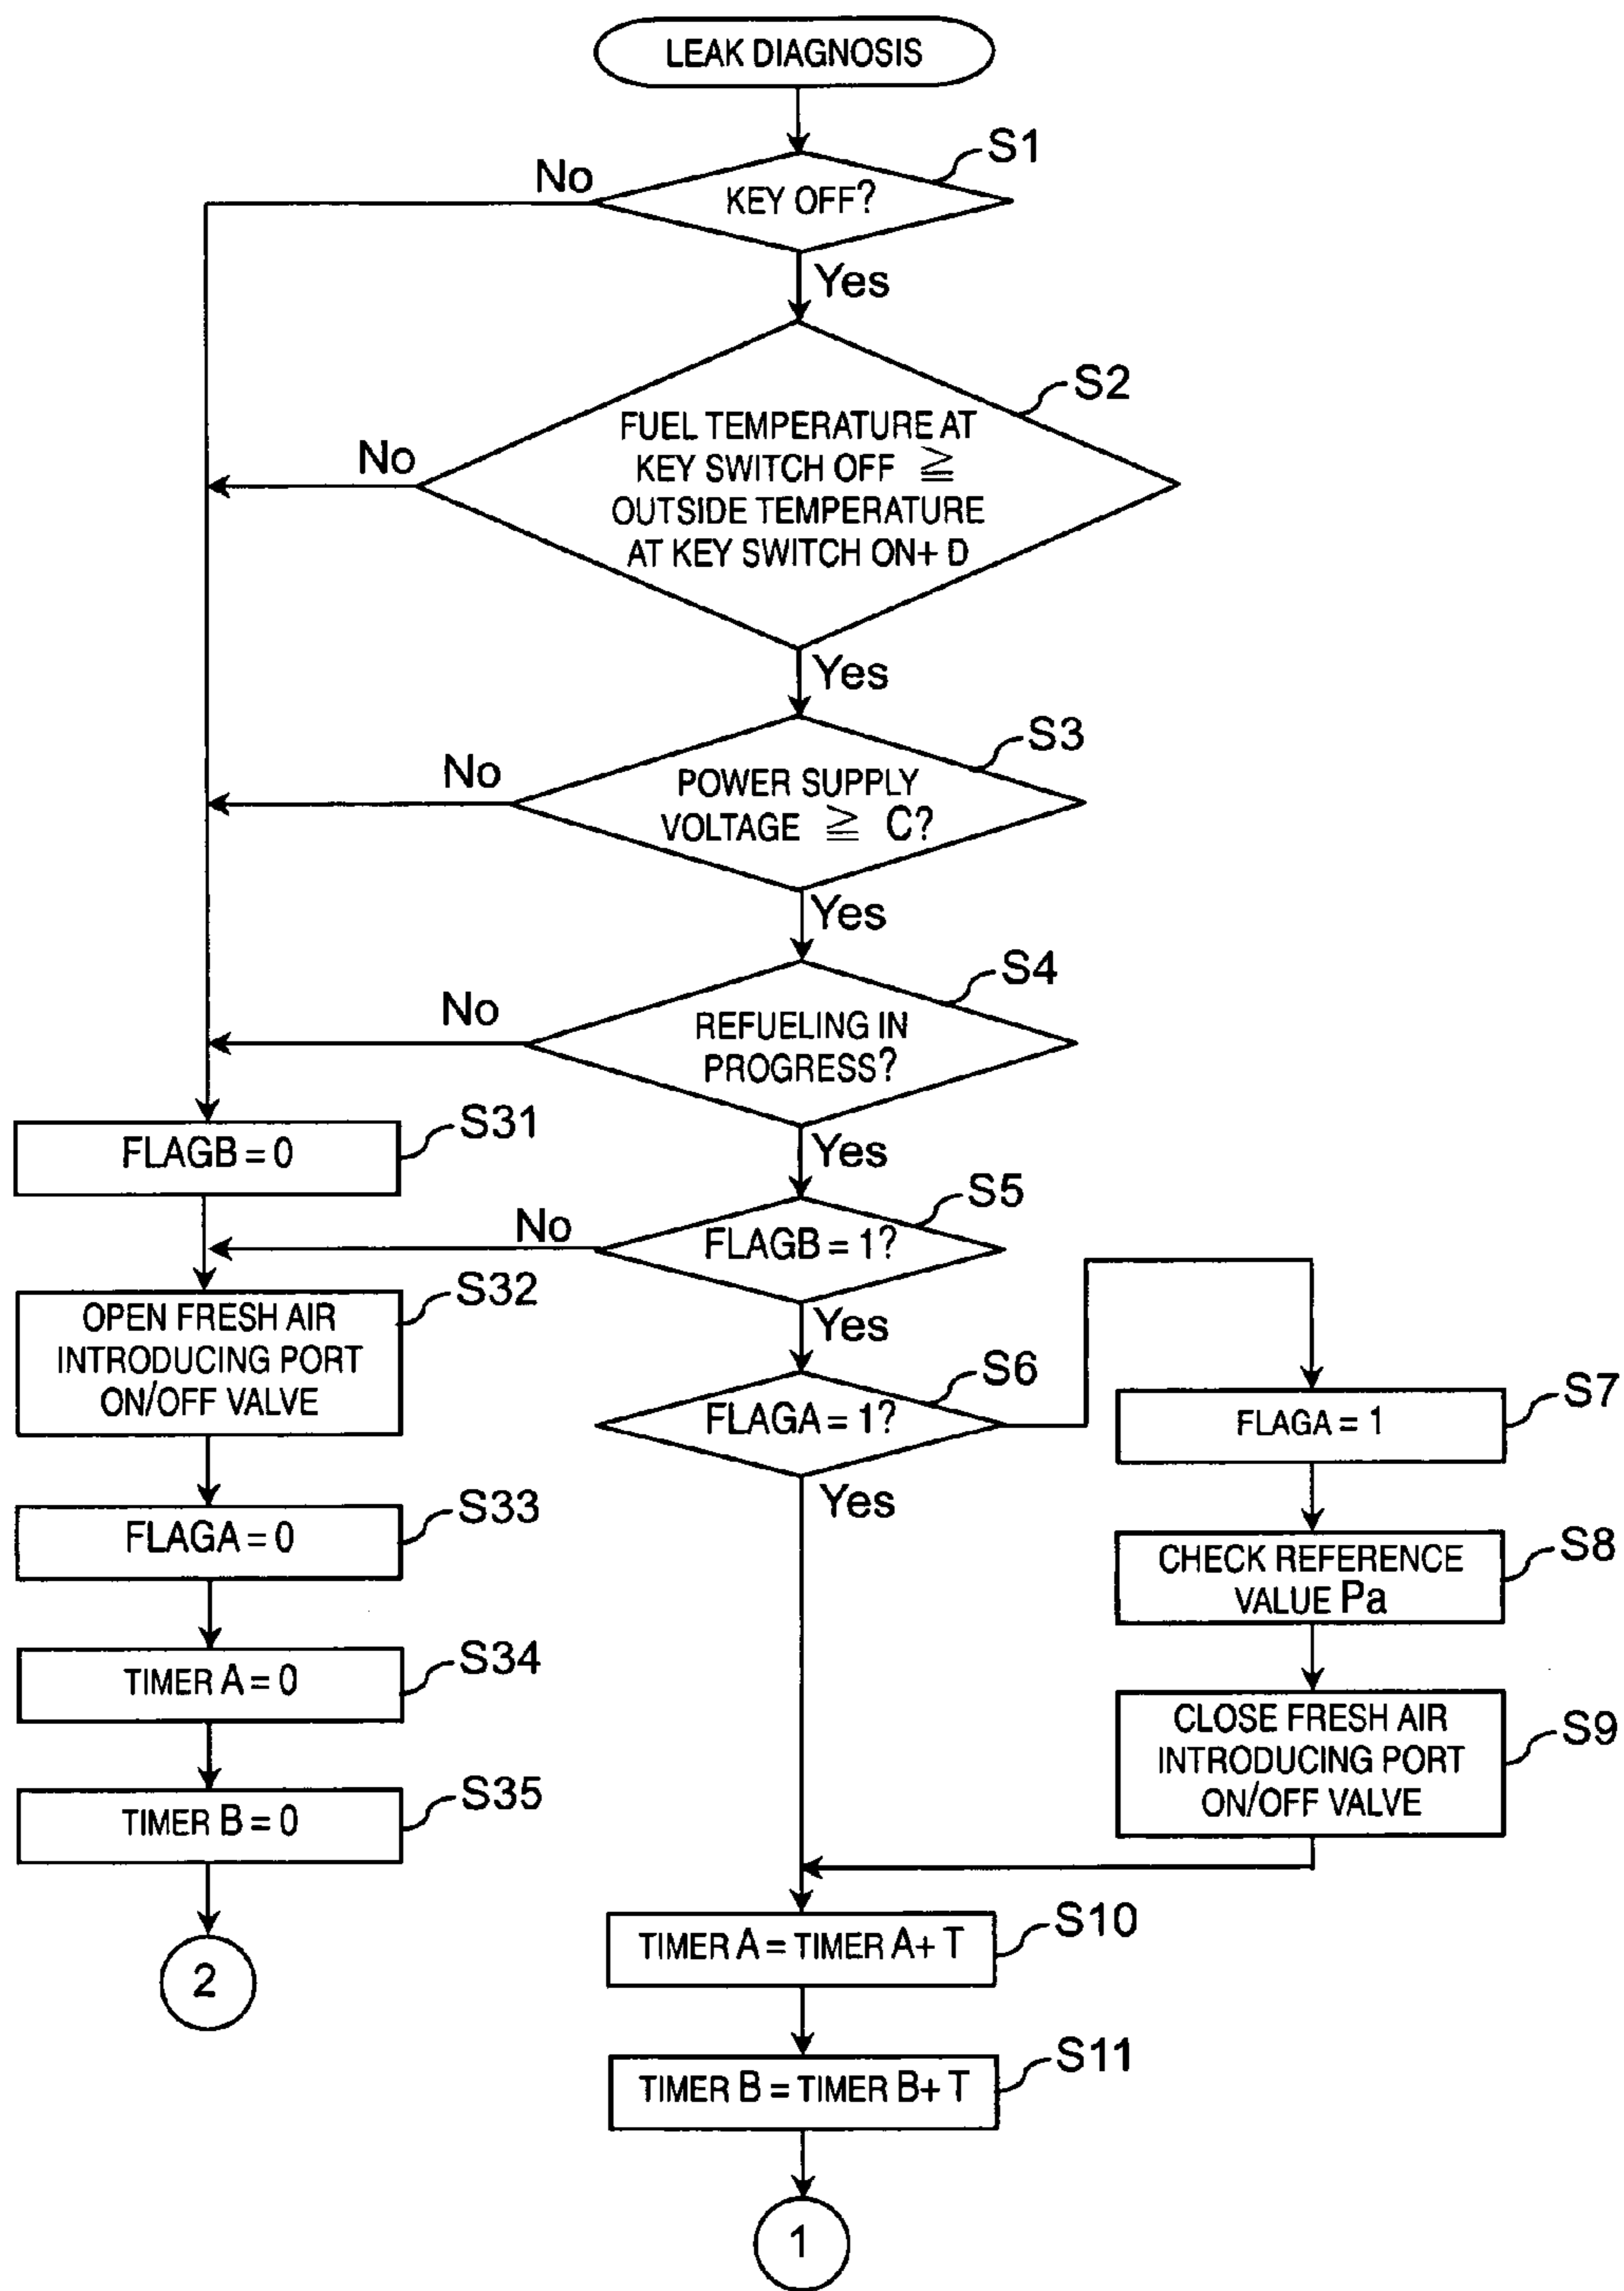 LEAK DIAGNOSIS
S1
No
KEY OFF?
Yes
S2
FUEL TEMPERATURE AT
No
KEY SWITCH OFF ≧
OUTSIDE TEMPERATURE
AT KEY SWITCH ON+ D
Yes
S3
No
POWER SUPPLY
VOLTAGE ≧ C?
Yes
S4
No
REFUELING IN
PROGRESS?
S31
FLAGB = 0
Yes
S5
No
FLAGB = 1?
S32
OPEN FRESH AIR
INTRODUCING PORT
ON/OFF VALVE
Yes
S6
FLAGA = 1?
S7
FLAGA = 1
Yes
S33
FLAGA = 0
S8
CHECK REFERENCE
VALUE Pa
S34
TIMER A = 0
S9
CLOSE FRESH AIR
INTRODUCING PORT
ON/OFF VALVE
S35
TIMER B = 0
S10
TIMER A = TIMER A+ T
2
S11
TIMER B = TIMER B+ T
1